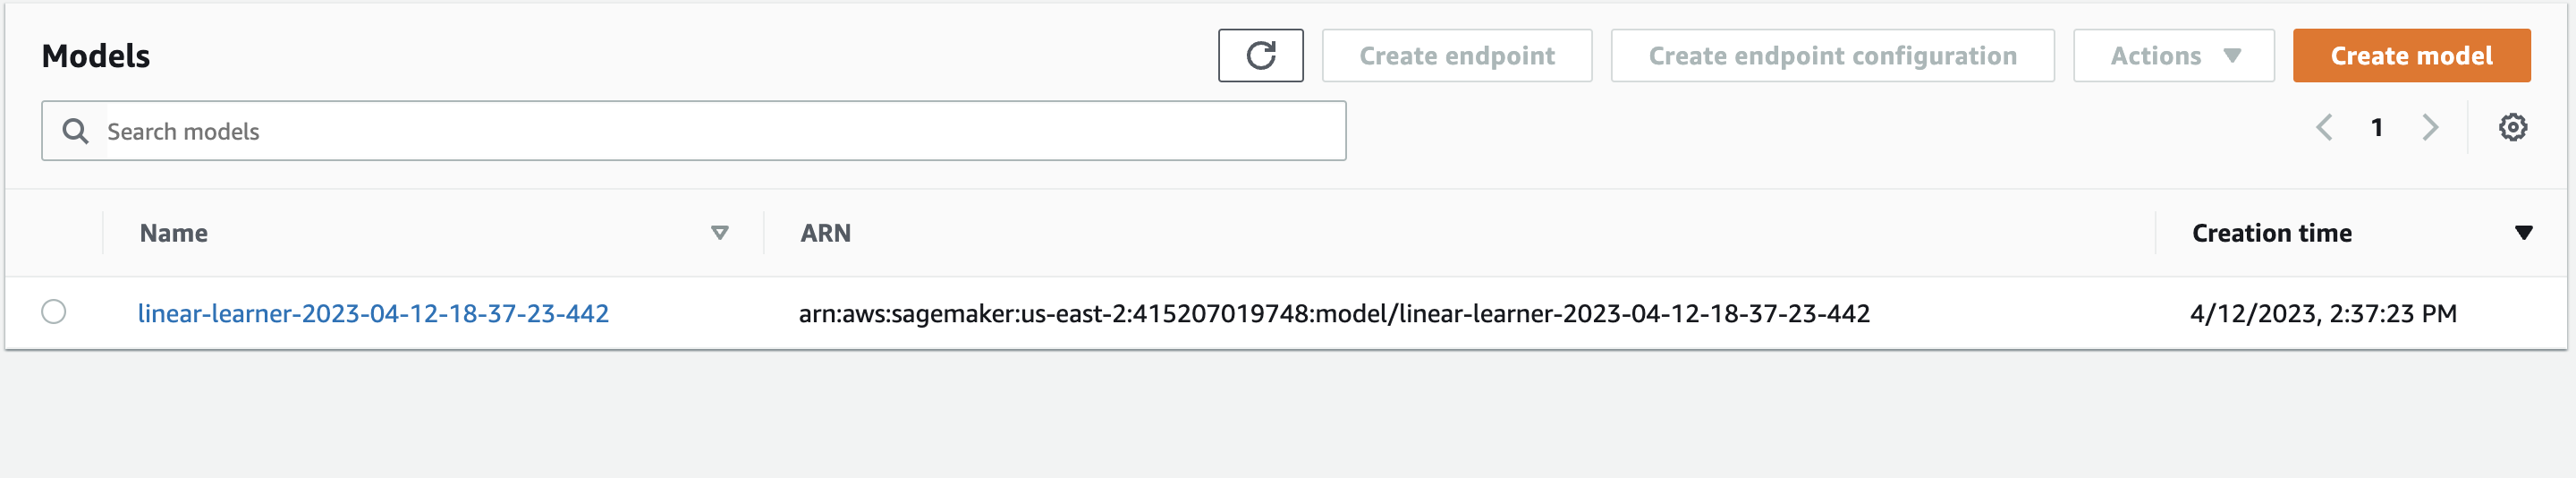 Models
Create endpoint
Create endpoint configuration
Actions
Create model
Search models
1
Name
ARN
Creation time
linear-learner-2023-04-12-18-37-23-442
arn:aws:sagemaker:us-east-2:415207019748:model/linear-learner-2023-04-12-18-37-23-442
4/12/2023, 2:37:23 PM